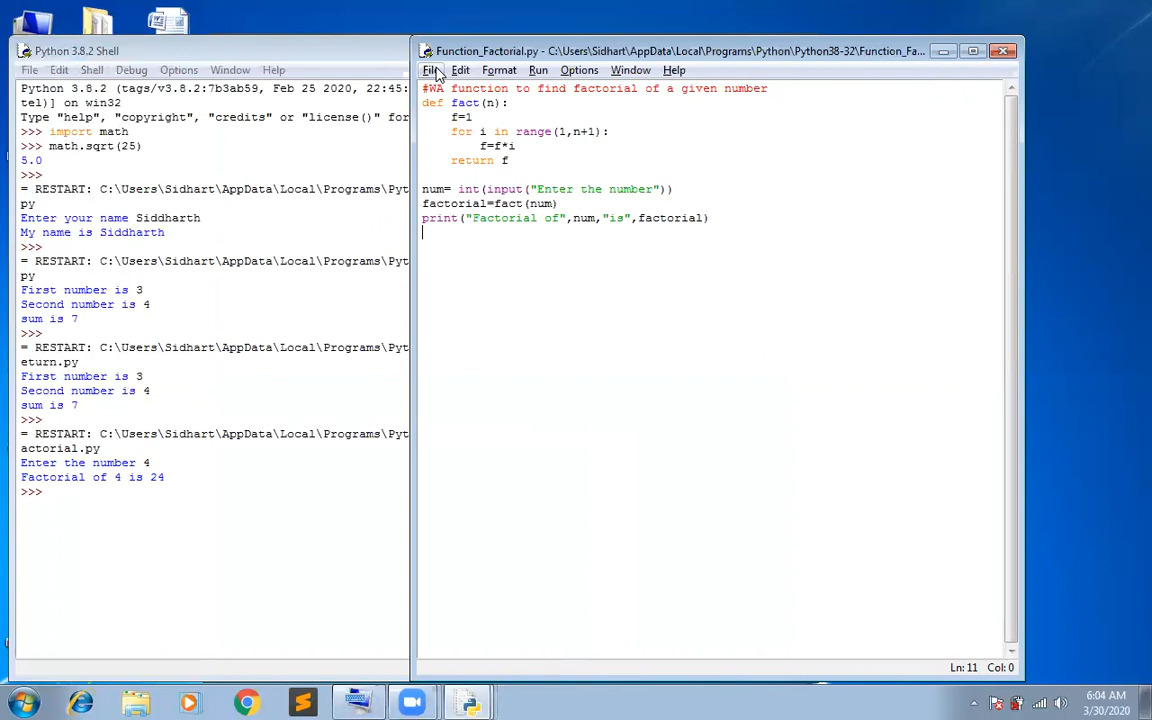 Python 3.8.2 Shell
File Edit Shell Debug Options Window Help
Python 3.8.2 (tags/v3.8.2:7b3ab59, Feb 25 2020, 22:45:
tel)] on win32
Type "help", "copyright", "credits" or "license()" for
>>> import math
>>> math.sqrt(25)
5.0
>>>
= RESTART: C:\Users\Sidhart\AppData\Local\Programs\Pyt
py
Enter your name Siddharth
My name is Siddharth
>>>
= RESTART: C:\Users\Sidhart\AppData\Local\Programs\Pyt
py
First number is 3
Second number is 4
sum is 7
>>>
= RESTART: C:\Users\Sidhart\AppData\Local\Programs\Pyt
eturn.py
First number is 3
Second number is 4
sum is 7
>>>
= RESTART: C:\Users\Sidhart\AppData\Local\Programs\Pyt
actorial.py
Enter the number 4
Factorial of 4 is 24
>>>
Function_Factorial.py - C:\Users\Sidhart\AppData\Local\Programs\Python\Python38-32\Function_Fa...
File Edit Format Run Options Window Help
#WA function to find factorial of a given number
def fact(n):
    f=1
    for i in range(1,n+1):
        f=f*i
    return f
num= int(input("Enter the number"))
factorial=fact(num)
print("Factorial of",num,"is",factorial)
Ln: 11 Col: 0
6:04 AM
3/30/2020